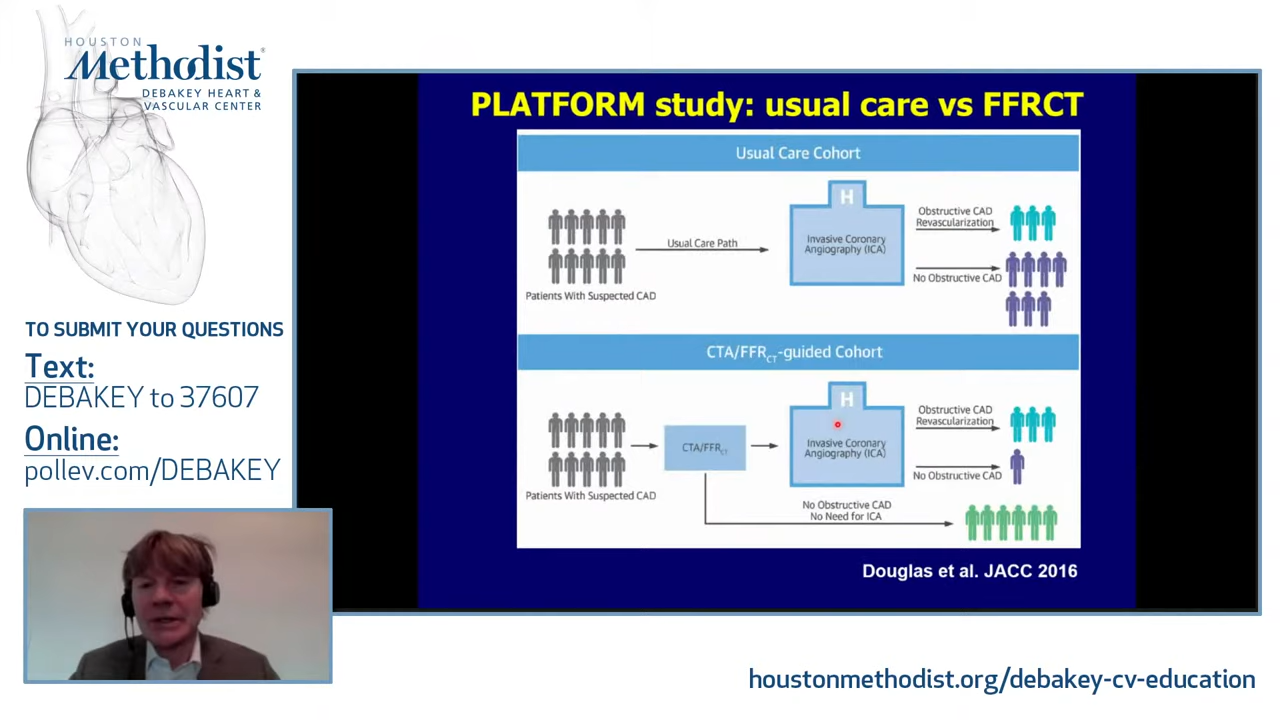 HOUSTON
Methodist®
DEBAKEY HEART &
VASCULAR CENTER
TO SUBMIT YOUR QUESTIONS
Text:
DEBAKEY to 37607
Online:
pollev.com/DEBAKEY
PLATFORM study: usual care vs FFRCT
Usual Care Cohort
Patients With Suspected CAD
Usual Care Path
H
Invasive Coronary
Angiography (ICA)
Obstructive CAD
Revascularization
No Obstructive CAD
CTA/FFRCT-guided Cohort
Patients With Suspected CAD
CTA/FFRCT
H
Invasive Coronary
Angiography (ICA)
Obstructive CAD
Revascularization
No Obstructive CAD
No Obstructive CAD
No Need for ICA
Douglas et al. JACC 2016
houstonmethodist.org/debakey-cv-education